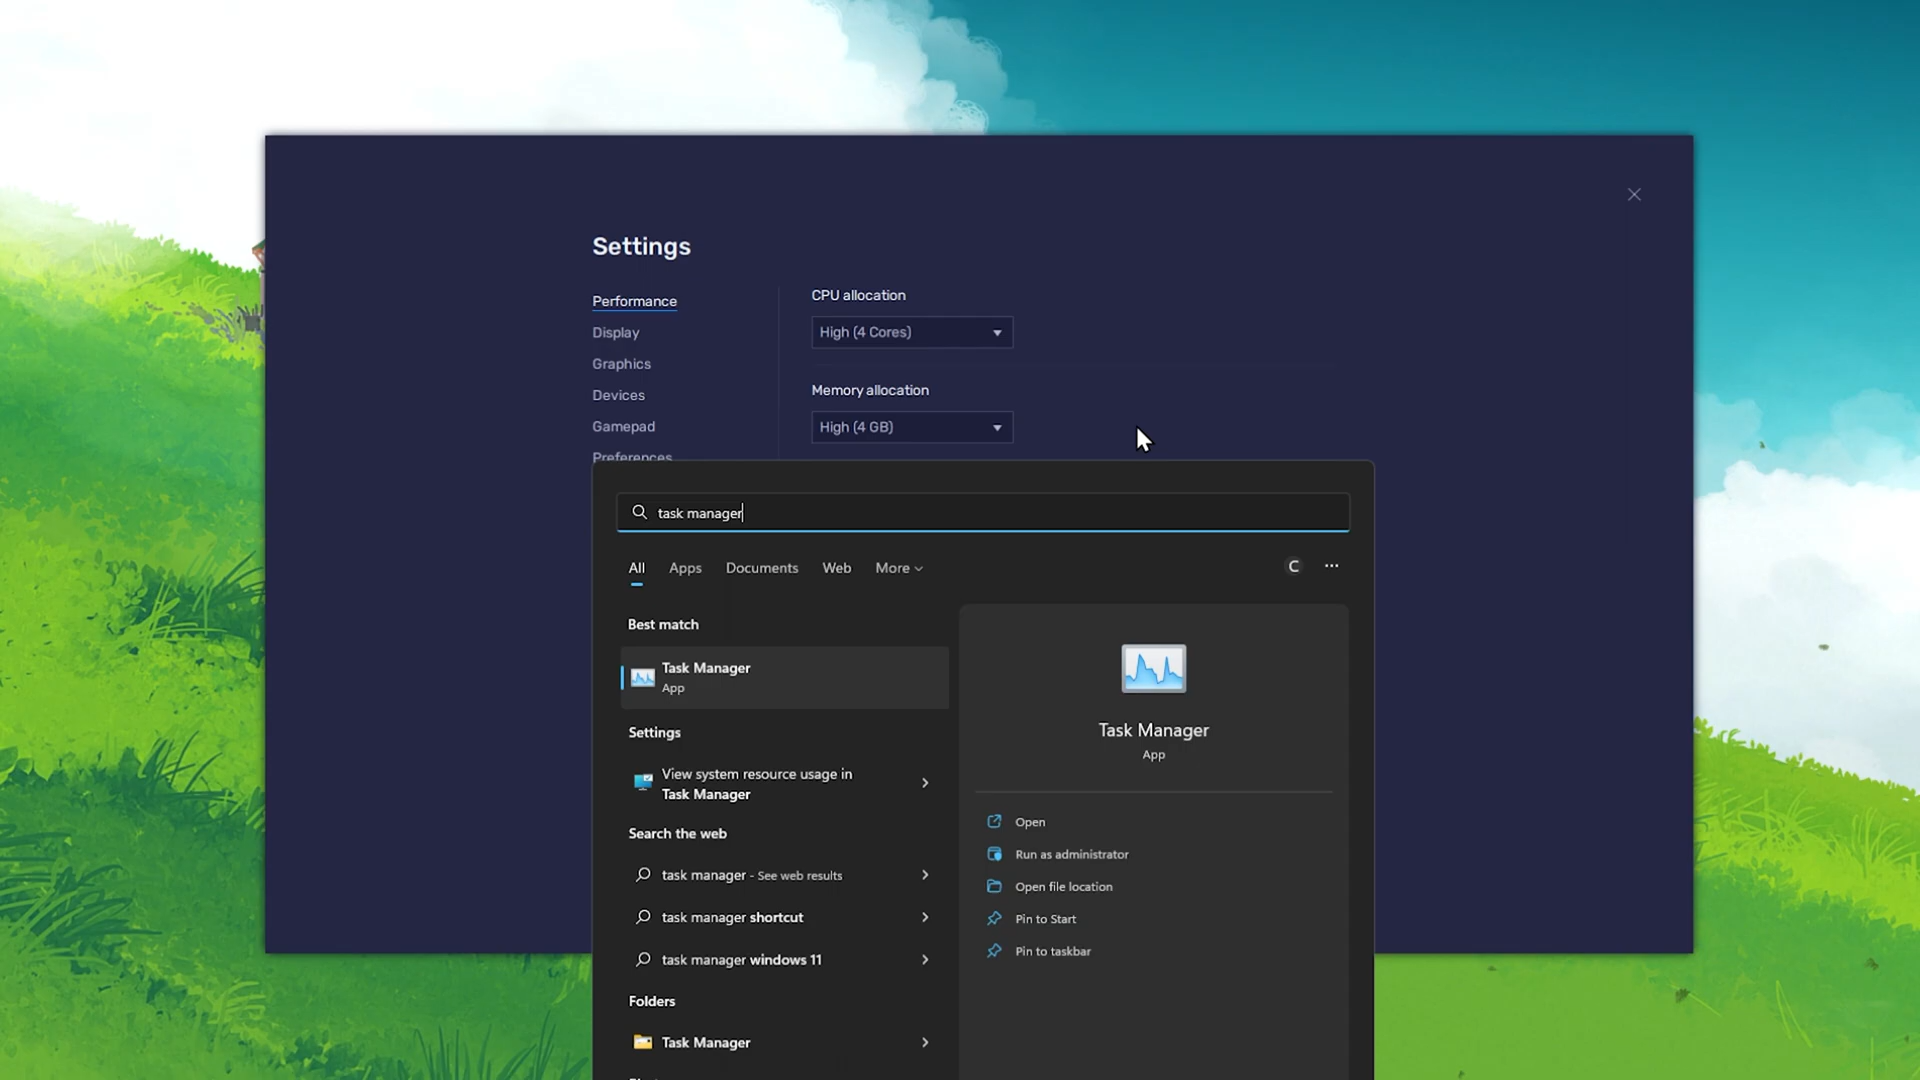 Settings
Performance
Display
Graphics
Devices
Gamepad
Preferences
CPU allocation
High (4 Cores)
Memory allocation
High (4 GB)
task manager
All
Apps
Documents
Web
More
C
Best match
Task Manager
App
Settings
View system resource usage in
Task Manager
Search the web
task manager - See web results
task manager shortcut
task manager windows 11
Folders
Task Manager
Task Manager
App
Open
Run as administrator
Open file location
Pin to Start
Pin to taskbar